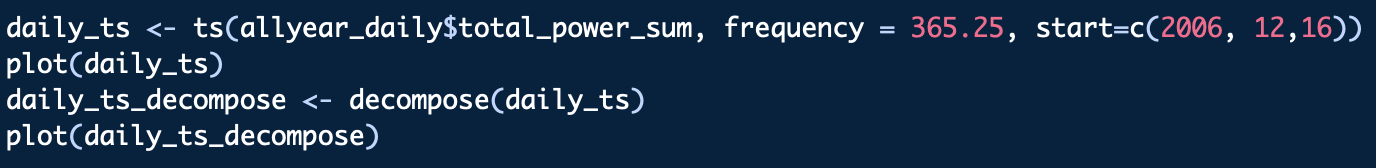 daily_ts <- ts(allyear_daily$total_power_sum, frequency = 365.25, start=c(2006, 12,16))
plot(daily_ts)
daily_ts_decompose <- decompose(daily_ts)
plot(daily_ts_decompose)